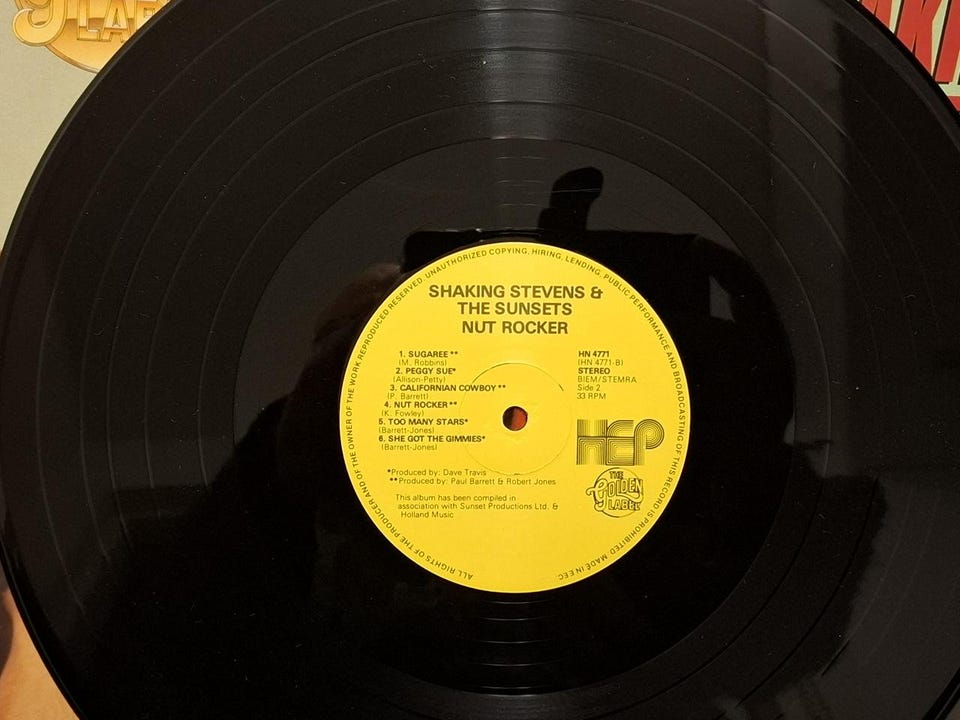 LABEL
UNAUTHORIZED COPYING, HIRING, LENDING, PUBLIC PERFORMANCE AND BROADCASTING OF THIS RECORD IS PROHIBITED MADE IN EEC
ALL RIGHTS OF THE PRODUCER AND OF THE OWNER OF THE WORK REPRODUCED RESERVED.
SHAKING STEVENS &
THE SUNSETS
NUT ROCKER
1. SUGAREE **
(M. Robbins)
2. PEGGY SUE*
(Allison-Petty)
3. CALIFORNIAN COWBOY **
(P. Barrett)
4. NUT ROCKER **
(K. Fowley)
5. TOO MANY STARS*
(Barrett-Jones)
6. SHE GOT THE GIMMIES*
(Barrett-Jones)
HN 4771
(HN 4771-B)
STEREO
BIEM/STEMRA
Side 2
33 RPM
HEP
THE
GOLDEN
LABEL
*Produced by: Dave Travis
**Produced by: Paul Barrett & Robert Jones
This album has been compiled in
association with Sunset Productions Ltd. &
Holland Music